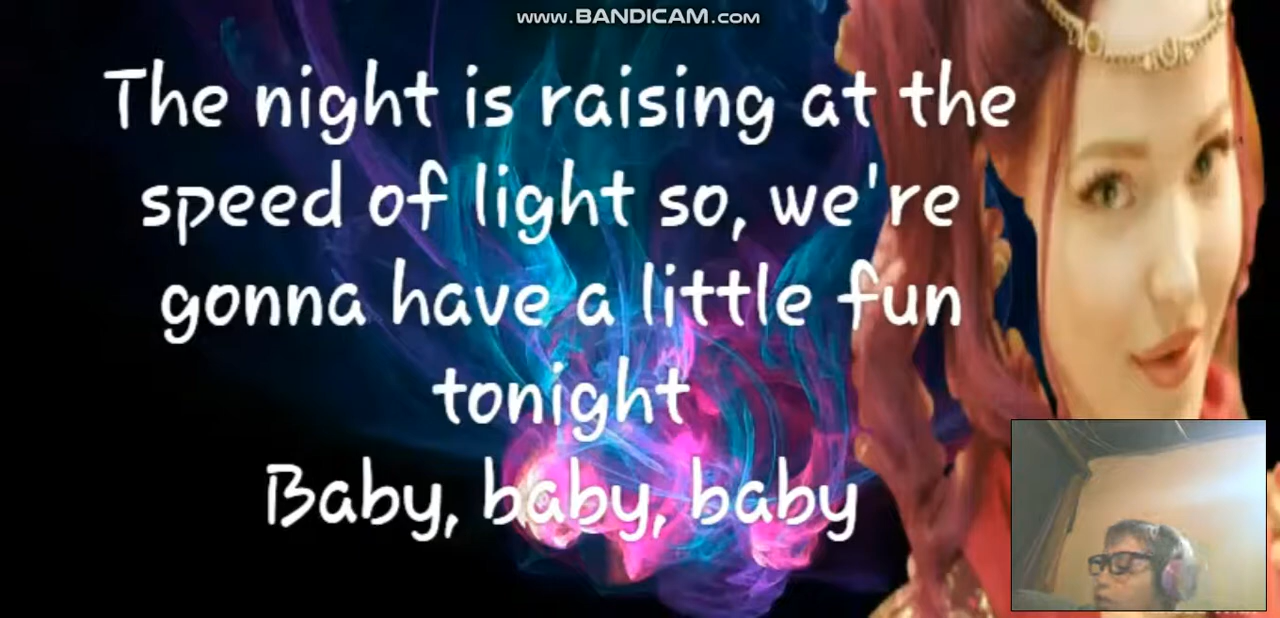 www.BANDICAM.com
The night is raising at the
speed of light so, we're
gonna have a little fun
tonight
Baby, baby, baby